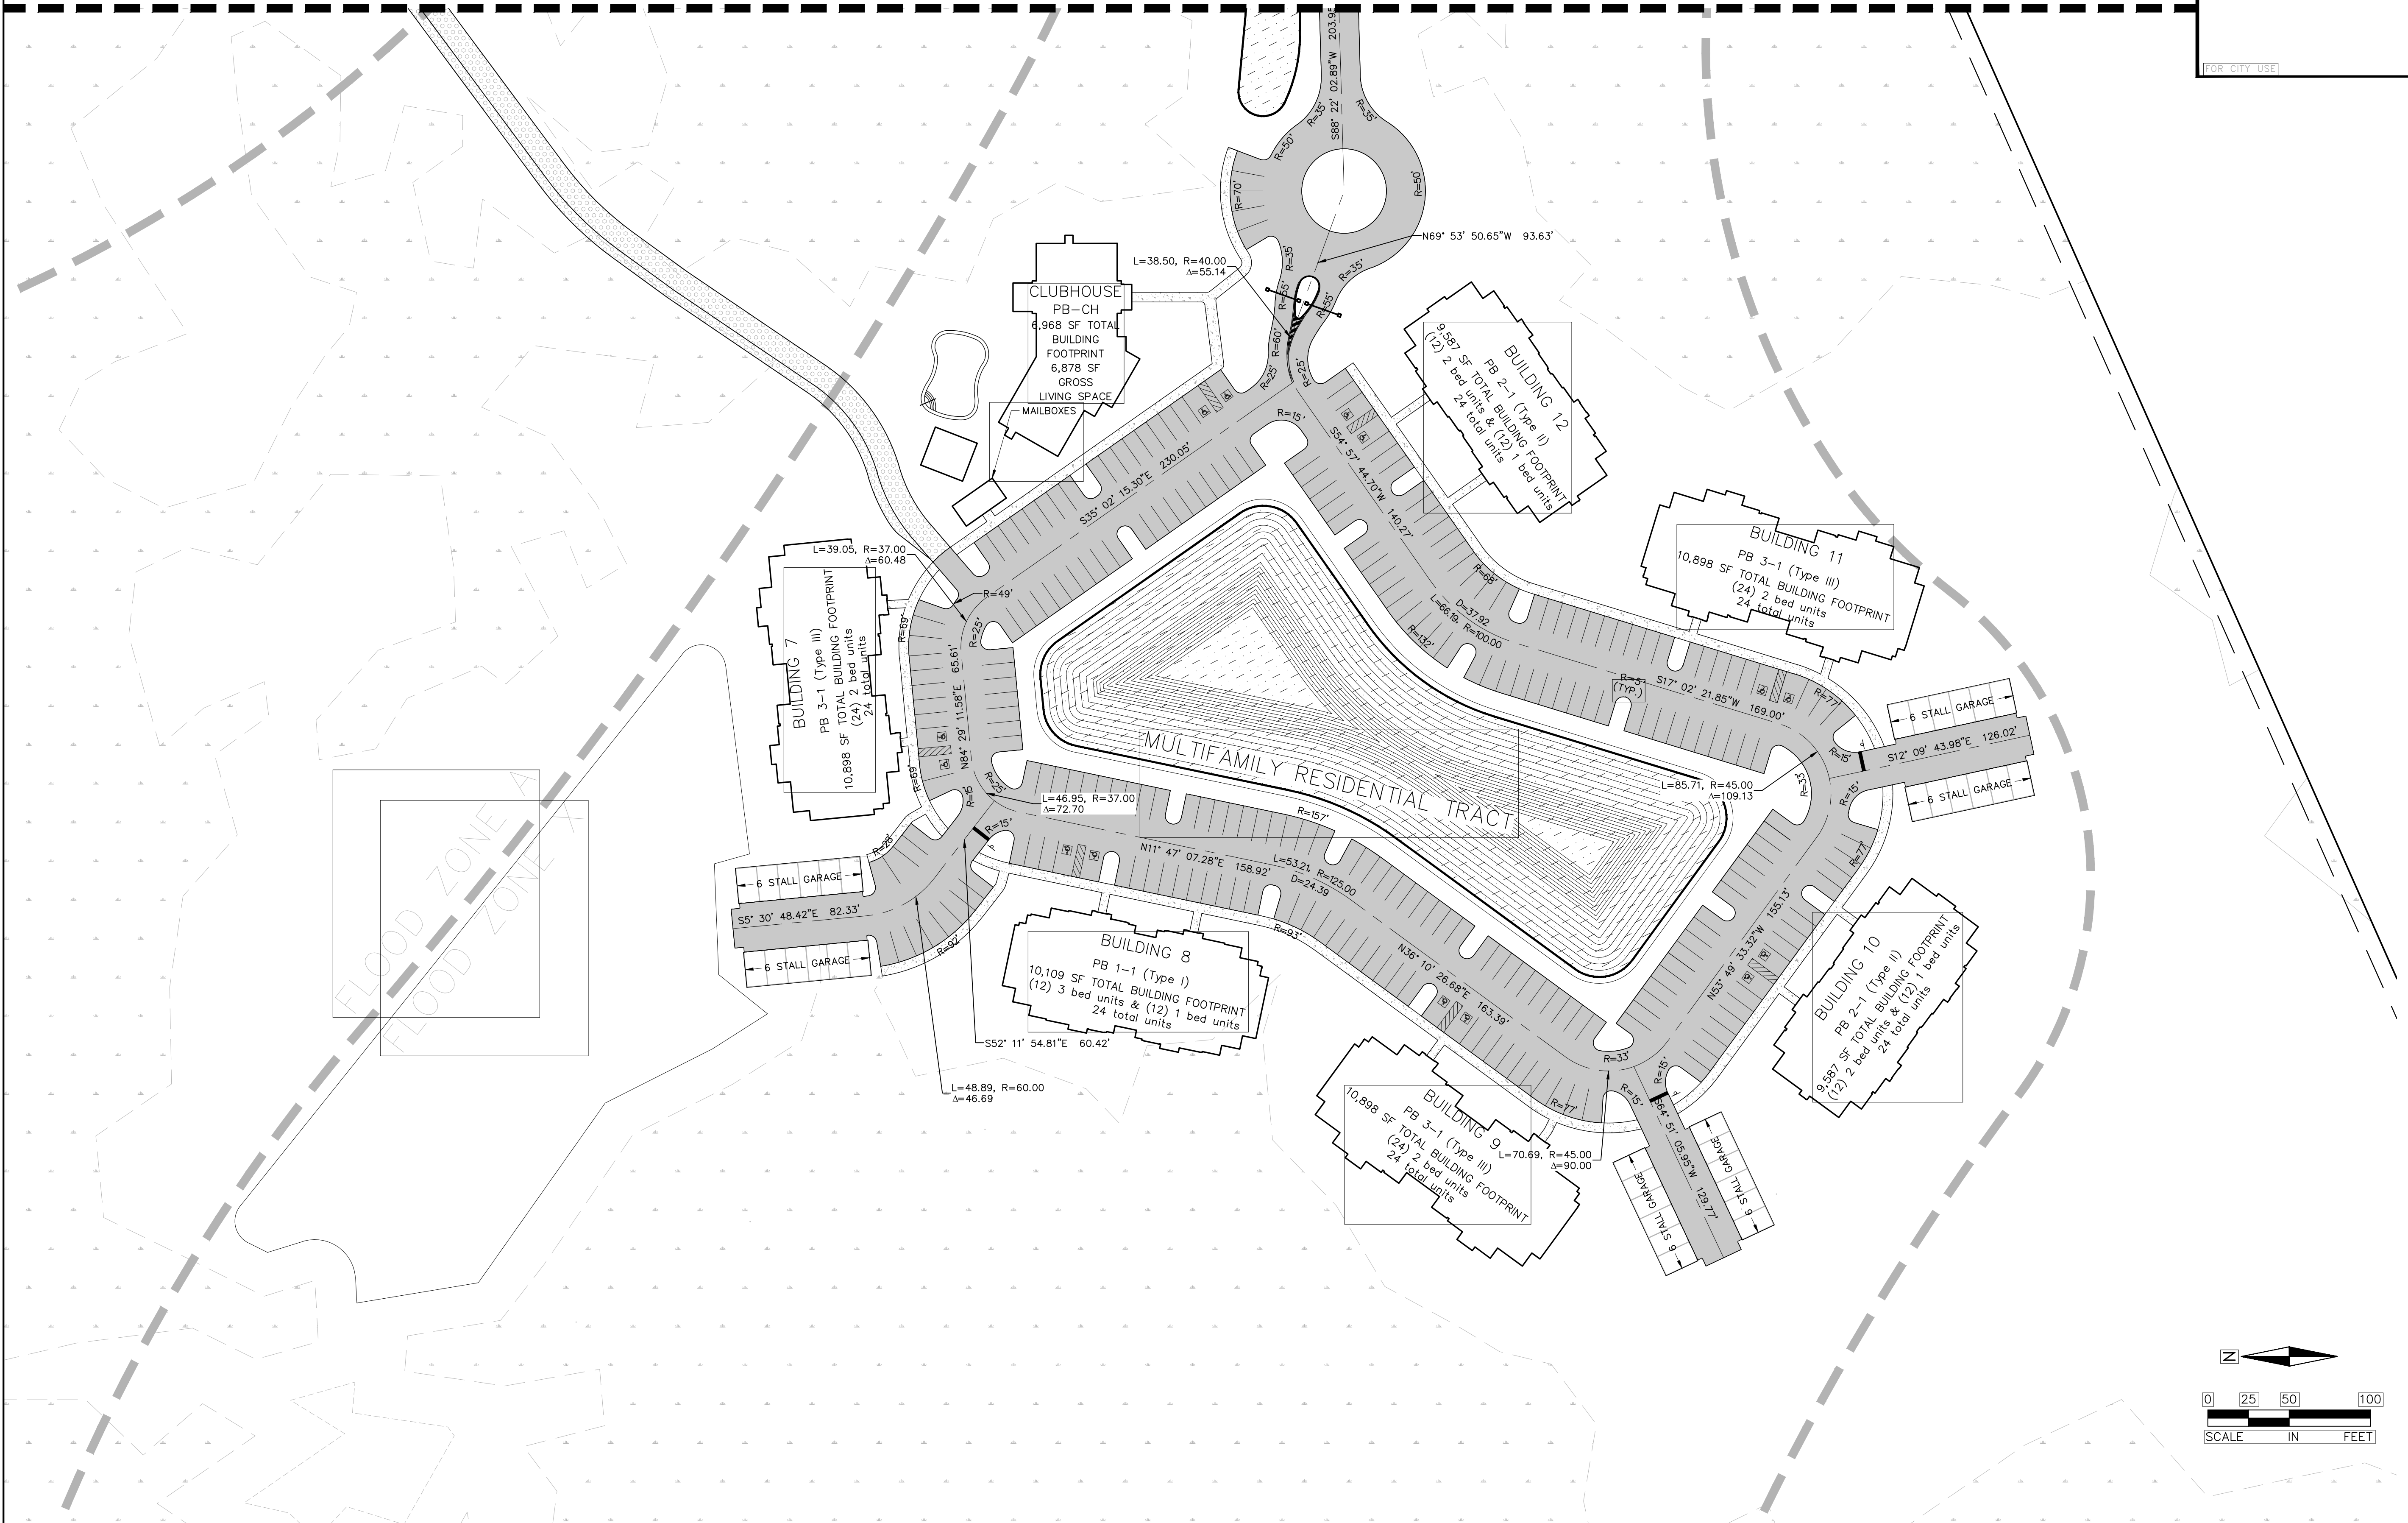 FOR CITY USE
S88° 22' 02.89"W 203.9
R=35'
R=35'
R=50'
R=50'
R=70'
N69° 53' 50.65"W 93.63'
L=38.50, R=40.00
Δ=55.14
R=35'
R=35'
R=55'
R=55'
R=60'
R=25'
R=25'
CLUBHOUSE
PB-CH
6,968 SF TOTAL
BUILDING
FOOTPRINT
6,878 SF
GROSS
LIVING SPACE
MAILBOXES
R=15'
S35° 02' 15.30"E 230.05'
S54° 57' 44.70"W 140.27'
BUILDING 12
PB 2-1 (Type II)
9,587 SF TOTAL BUILDING FOOTPRINT
(12) 2 bed units & (12) 1 bed units
24 total units
BUILDING 11
PB 3-1 (Type III)
10,898 SF TOTAL BUILDING FOOTPRINT
(24) 2 bed units
24 total units
L=39.05, R=37.00
Δ=60.48
R=49'
R=25'
R=69'
BUILDING 7
PB 3-1 (Type III)
10,898 SF TOTAL BUILDING FOOTPRINT
(24) 2 bed units
24 total units
N84° 29' 11.58"E 65.61'
R=69'
R=25'
R=15'
R=68'
D=37.92
L=66.19, R=100.00
R=132'
R=5'
(TYP.)
S17° 02' 21.85"W 169.00'
R=77'
R=15'
6 STALL GARAGE
S12° 09' 43.98"E 126.02'
6 STALL GARAGE
R=15'
R=33'
L=85.71, R=45.00
Δ=109.13
MULTIFAMILY RESIDENTIAL TRACT
L=46.95, R=37.00
Δ=72.70
R=15'
R=157'
R=28'
N11° 47' 07.28"E 158.92'
L=53.21, R=125.00
D=24.39
R=77'
FLOOD ZONE A
FLOOD ZONE X
6 STALL GARAGE
S5° 30' 48.42"E 82.33'
6 STALL GARAGE
R=92'
R=93'
BUILDING 8
PB 1-1 (Type I)
10,109 SF TOTAL BUILDING FOOTPRINT
(12) 3 bed units & (12) 1 bed units
24 total units
S52° 11' 54.81"E 60.42'
L=48.89, R=60.00
Δ=46.69
N36° 10' 26.68"E 163.39'
N53° 49' 33.32"W 155.13'
BUILDING 10
PB 2-1 (Type II)
9,587 SF TOTAL BUILDING FOOTPRINT
(12) 2 bed units & (12) 1 bed units
24 total units
R=33'
R=15'
R=15'
R=77'
BUILDING 9
PB 3-1 (Type III)
10,898 SF TOTAL BUILDING FOOTPRINT
(24) 2 bed units
24 total units
L=70.69, R=45.00
Δ=90.00
S64° 51' 05.95"W 129.77'
6 STALL GARAGE
6 STALL GARAGE
N
0 25 50 100
SCALE IN FEET